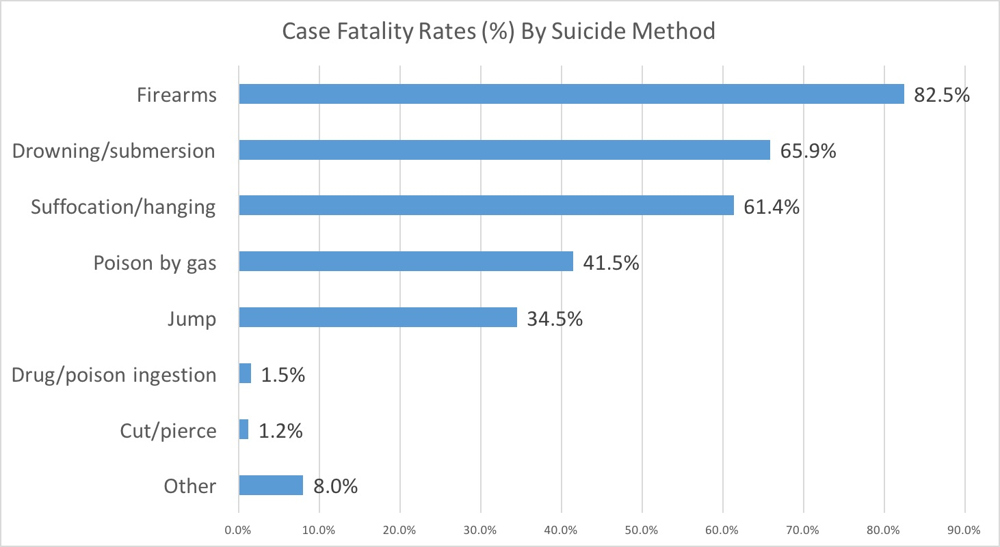 Case Fatality Rates (%) By Suicide Method
Firearms 82.5%
Drowning/submersion 65.9%
Suffocation/hanging 61.4%
Poison by gas 41.5%
Jump 34.5%
Drug/poison ingestion 1.5%
Cut/pierce 1.2%
Other 8.0%
0.0% 10.0% 20.0% 30.0% 40.0% 50.0% 60.0% 70.0% 80.0% 90.0%